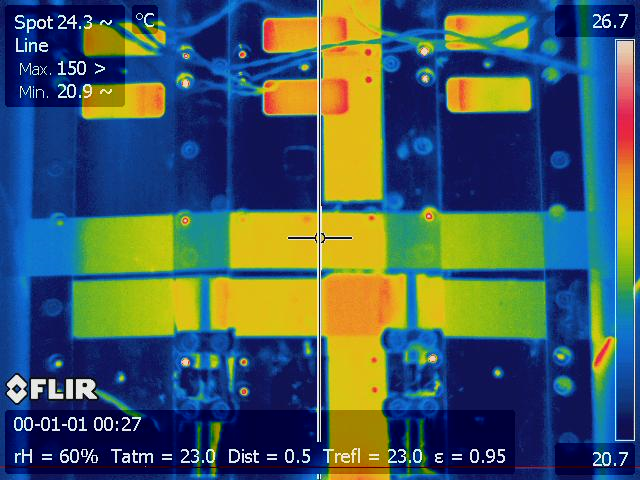 Spot 24.3 ~ °C
26.7
Line
Max. 150 >
Min. 20.9 ~
FLIR
00-01-01 00:27
rH = 60% Tatm = 23.0 Dist = 0.5 Trefl = 23.0 ε = 0.95
20.7